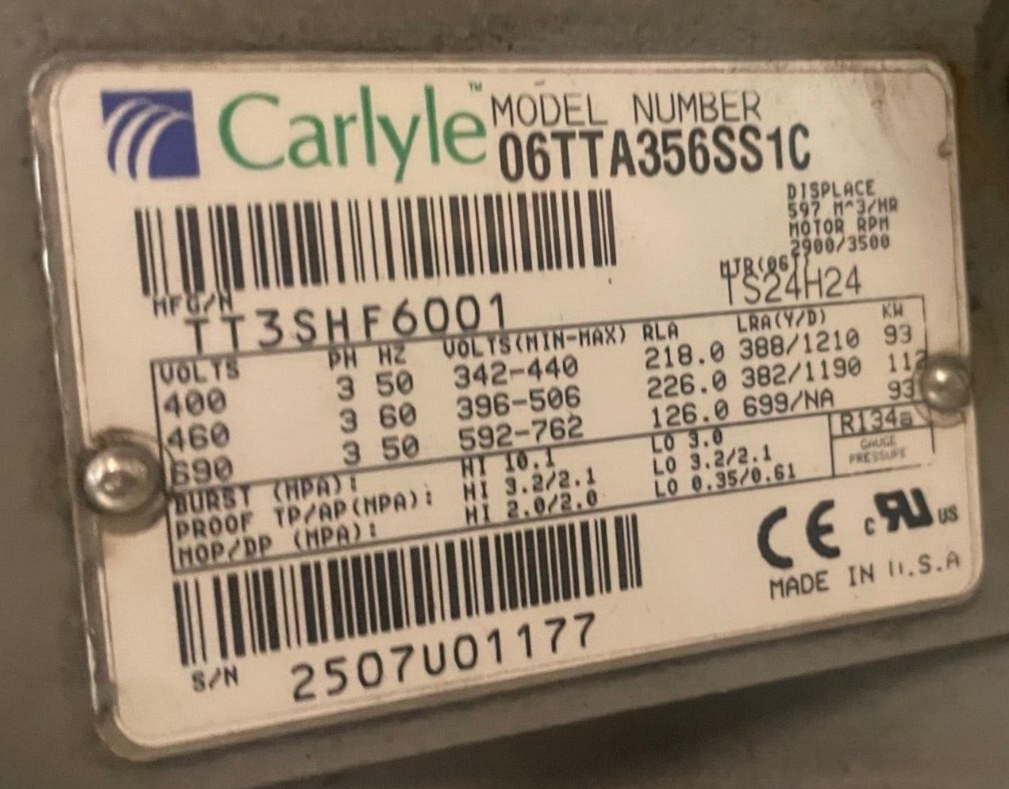 Carlyle™
MODEL NUMBER
06TTA356SS1C
DISPLACE
597 M^3/HR
MOTOR RPM
2900/3500
MTR(06T)
TS24H24
MFG/N
TT3SHF6001
VOLTS PH HZ VOLTS(MIN-MAX) RLA LRA(Y/D) KW
400 3 50 342-440 218.0 388/1210 93
460 3 60 396-506 226.0 382/1190
690 3 50 592-762 126.0 699/NA 93
BURST (MPA): HI 10.1 LO 3.0 R134a
PROOF TP/AP(MPA): HI 3.2/2.1 LO 3.2/2.1 GAUGE
MOP/DP (MPA): HI 2.0/2.0 LO 0.35/0.61 PRESSURE
CE c RU US
MADE IN U.S.A
S/N 2507U01177